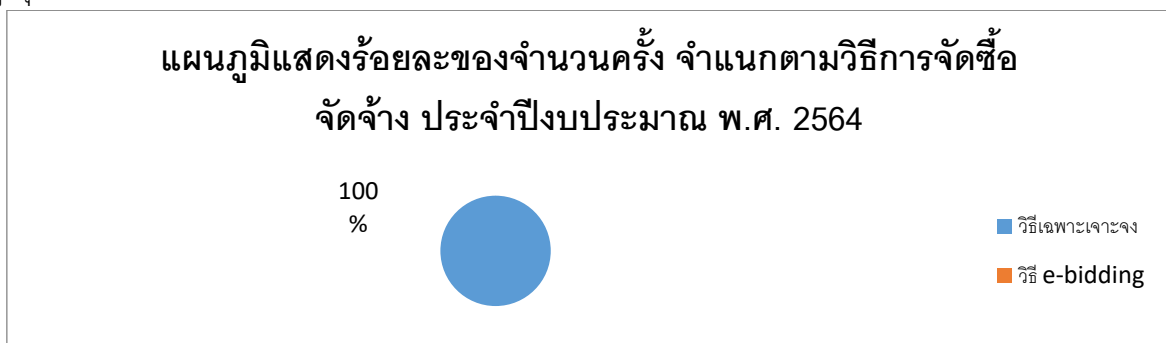 แผนภูมิแสดงร้อยละของจำนวนครั้ง จำแนกตามวิธีการจัดซื้อ
จัดจ้าง ประจำปีงบประมาณ พ.ศ. 2564
100
%
วิธีเฉพาะเจาะจง
วิธี e-bidding